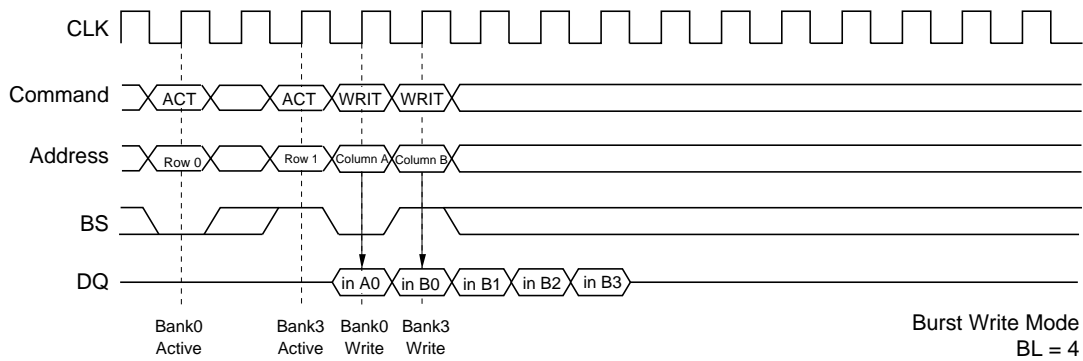 CLK
Command ACT ACT WRIT WRIT
Address Row 0 Row 1 Column A Column B
BS
DQ in A0 in B0 in B1 in B2 in B3
Bank0 Active
Bank3 Active
Bank0 Write
Bank3 Write
Burst Write Mode
BL = 4